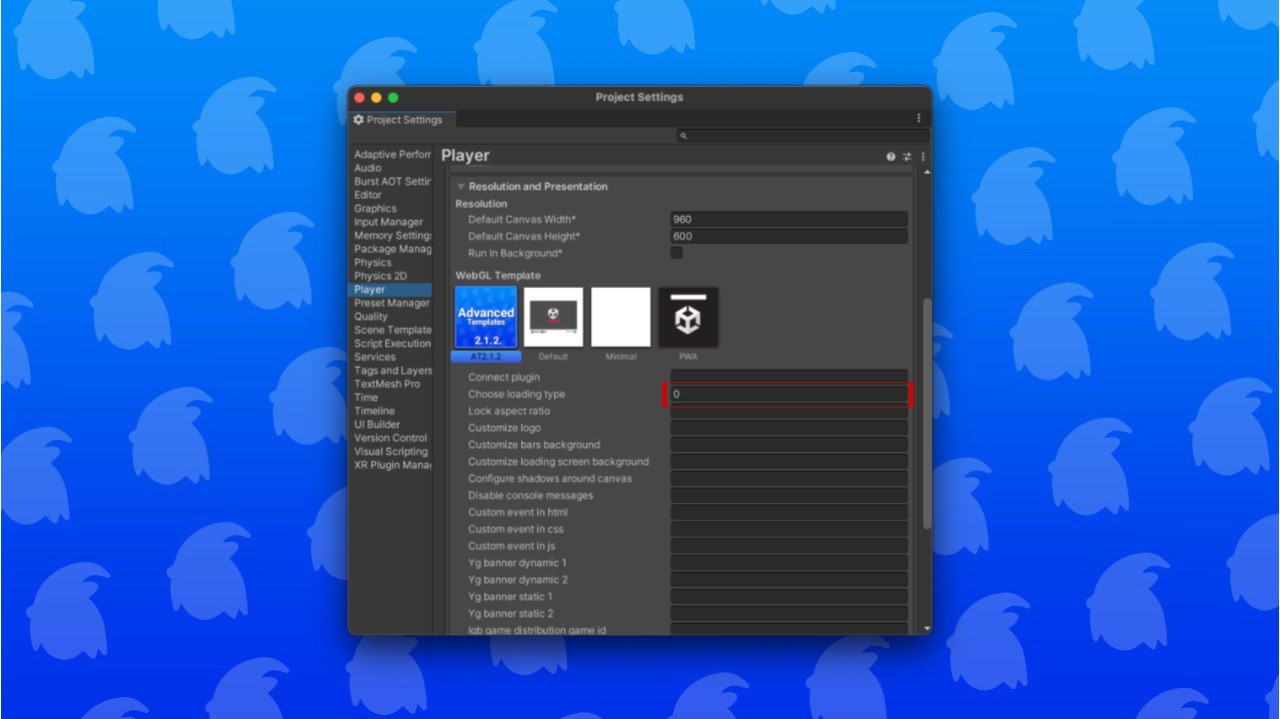 Project Settings
Project Settings
Adaptive Perforr
Audio
Burst AOT Settir
Editor
Graphics
Input Manager
Memory Settings
Package Manag
Physics
Physics 2D
Player
Preset Manager
Quality
Scene Template
Script Execution
Services
Tags and Layers
TextMesh Pro
Time
Timeline
UI Builder
Version Control
Visual Scripting
XR Plugin Mana
Player
Resolution and Presentation
Resolution
Default Canvas Width* 960
Default Canvas Height* 600
Run In Background*
WebGL Template
Advanced
Templates
2.1.2.
AT2.1.2 Default Minimal PWA
Connect plugin
Choose loading type 0
Lock aspect ratio
Customize logo
Customize bars background
Customize loading screen background
Configure shadows around canvas
Disable console messages
Custom event in html
Custom event in css
Custom event in js
Yg banner dynamic 1
Yg banner dynamic 2
Yg banner static 1
Yg banner static 2
Igb game distribution game id